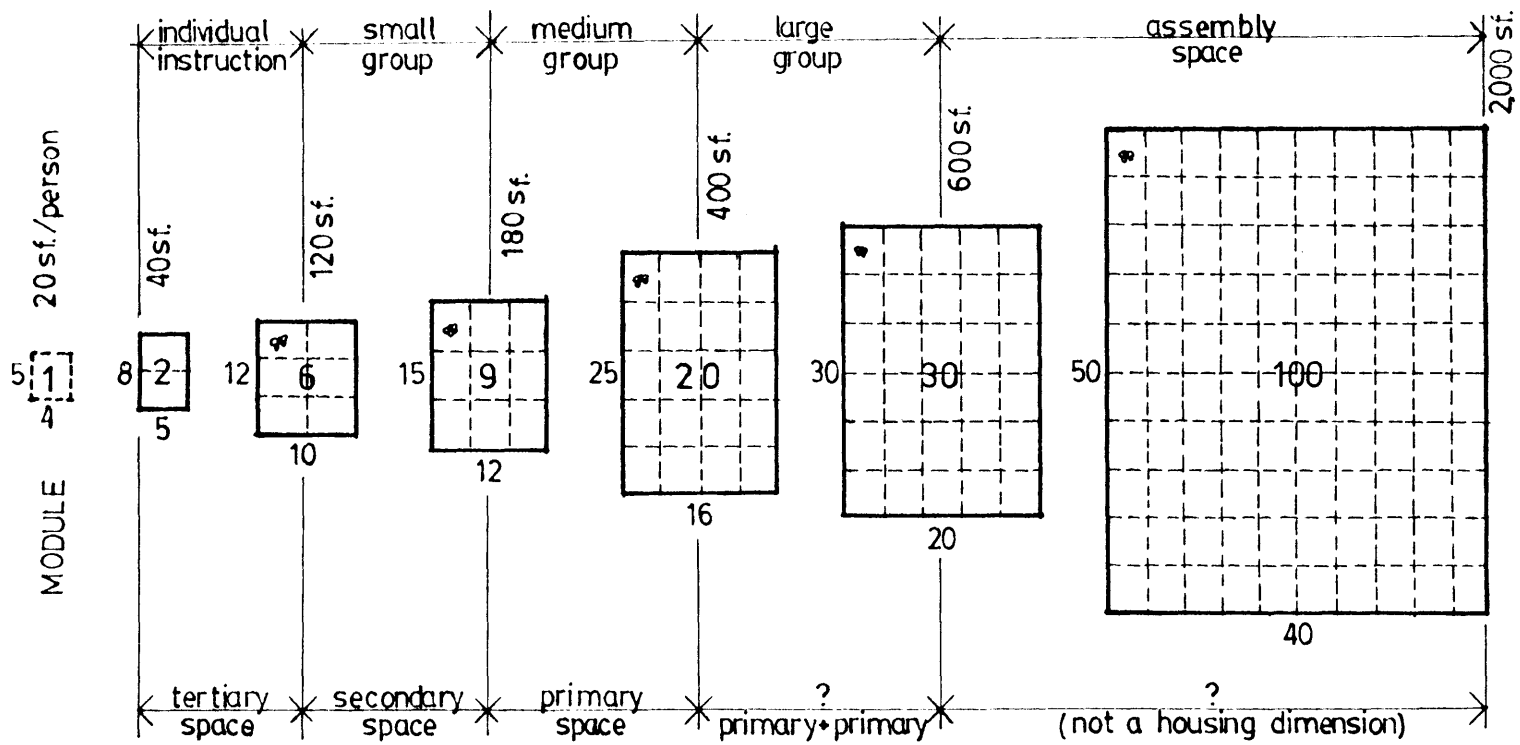 individual
instruction
small
group
medium
group
large
group
assembly
space
MODULE 20 sf./person
40 sf.
120 sf.
180 sf.
400 sf.
600 sf.
2,000 sf.
5 1
4
8 2
5
12 6
10
15 9
12
25 20
16
30 30
20
50 100
40
tertiary
space
secondary
space
primary
space
?
primary+primary
?
(not a housing dimension)